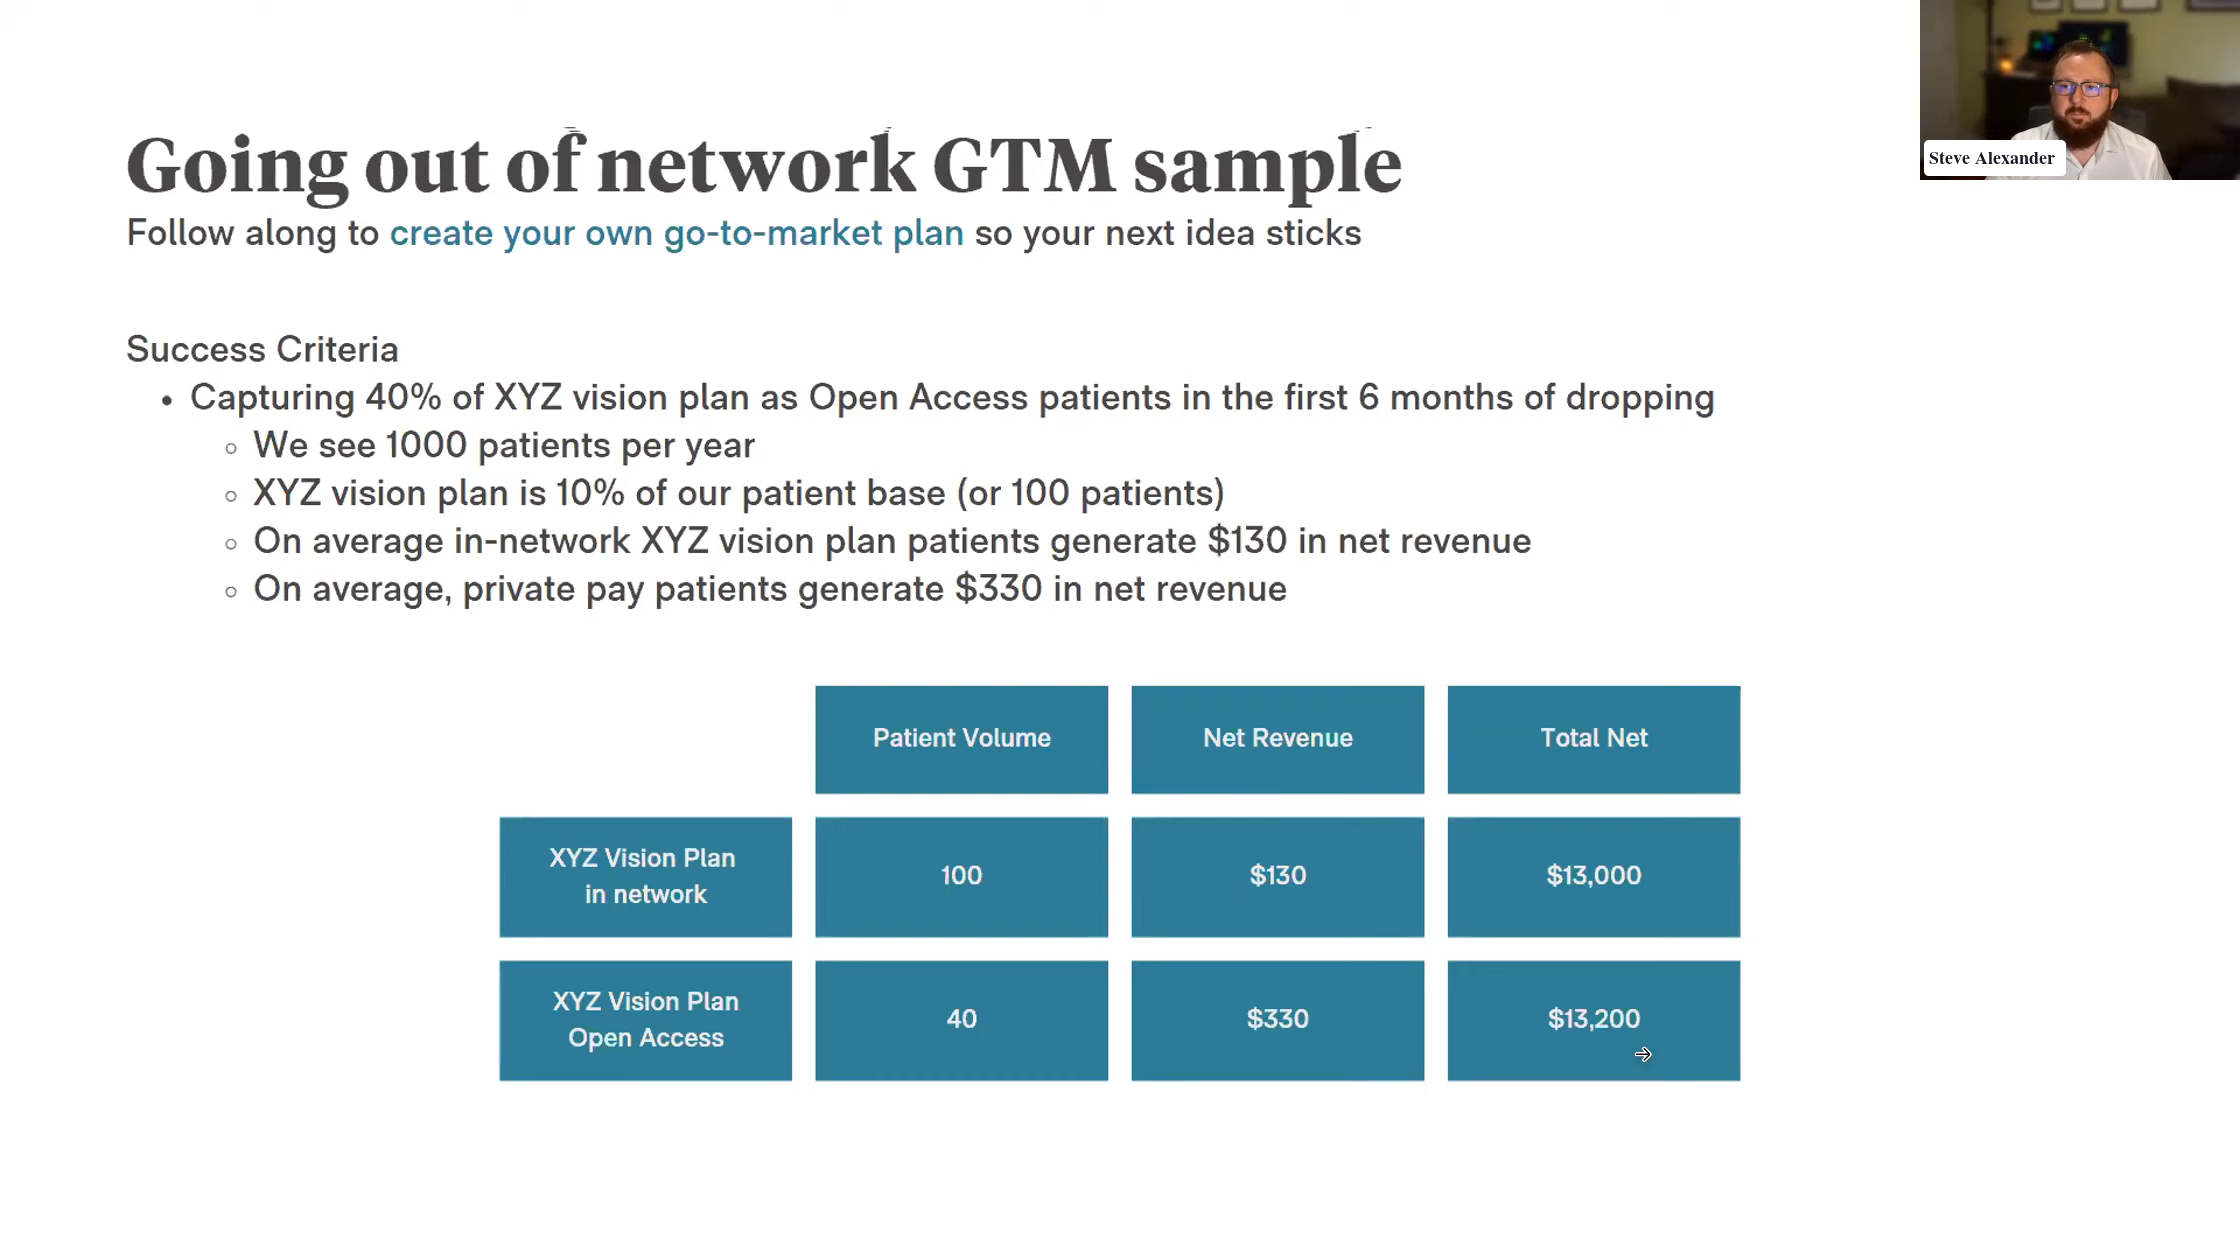 Going out of network GTM sample
Follow along to create your own go-to-market plan so your next idea sticks
Steve Alexander
Success Criteria
• Capturing 40% of XYZ vision plan as Open Access patients in the first 6 months of dropping
◦ We see 1000 patients per year
◦ XYZ vision plan is 10% of our patient base (or 100 patients)
◦ On average in-network XYZ vision plan patients generate $130 in net revenue
◦ On average, private pay patients generate $330 in net revenue
Patient Volume
Net Revenue
Total Net
XYZ Vision Plan
in network
100
$130
$13,000
XYZ Vision Plan
Open Access
40
$330
$13,200